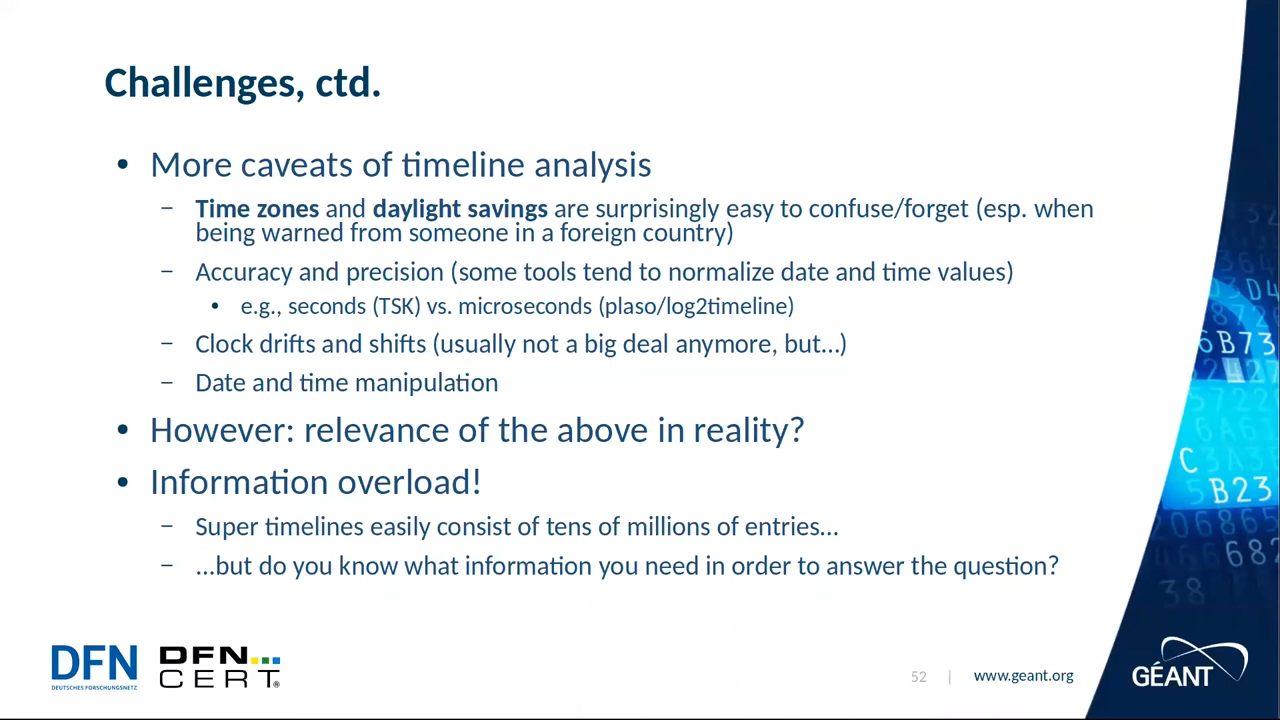 Challenges, ctd.
• More caveats of timeline analysis
– Time zones and daylight savings are surprisingly easy to confuse/forget (esp. when
being warned from someone in a foreign country)
– Accuracy and precision (some tools tend to normalize date and time values)
• e.g., seconds (TSK) vs. microseconds (plaso/log2timeline)
– Clock drifts and shifts (usually not a big deal anymore, but...)
– Date and time manipulation
• However: relevance of the above in reality?
• Information overload!
– Super timelines easily consist of tens of millions of entries...
– ...but do you know what information you need in order to answer the question?
DFN
DEUTSCHES FORSCHUNGSNETZ
DFN
CERT®
52 | www.geant.org
GÉANT
6B73
C
B23
682
38